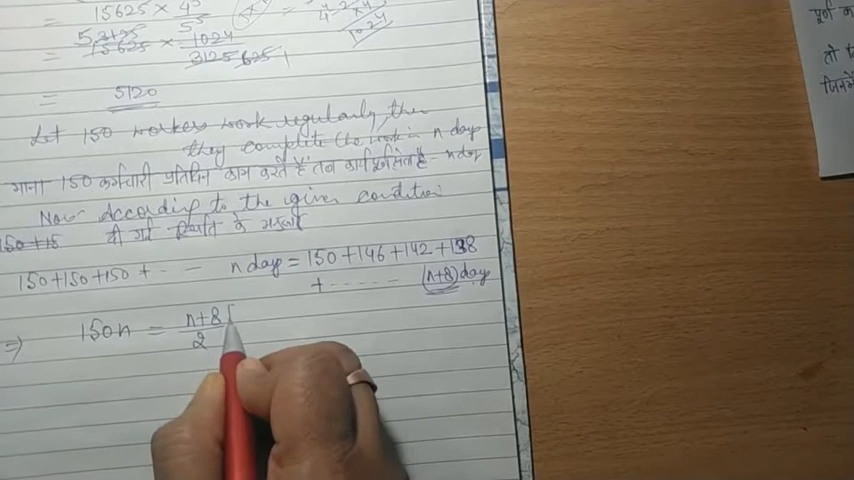 = 15625 × 4⁵ / 5⁵
= 15625 × 1024 / 3125
= 5120
Let 150 workers work regularly, then
they complete the work in n day
माना 150 कर्मचारी प्रतिदिन काम करते हैं तब कार्य n day
Now According to the given condition
150+15 दी गई स्थिति के अनुसार
150+150+150 + - - - n day = 150+146+142+138
+ - - - - - - (n+8) day
⇒ 150n = n+8 / 2 [
पूर्ण
तो